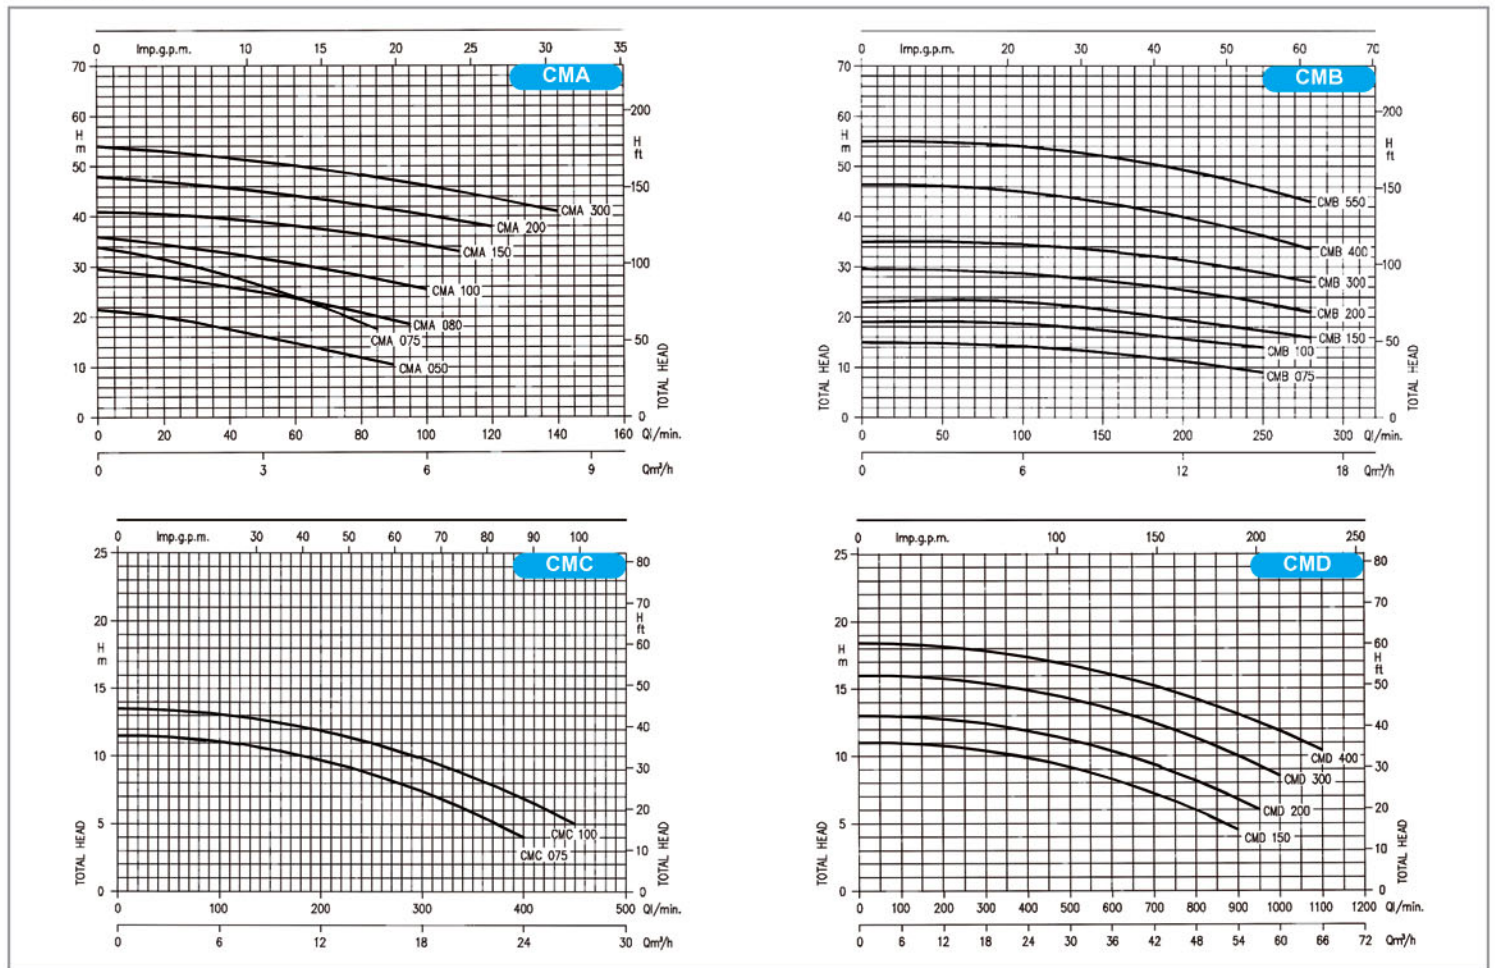 0 Imp.g.p.m. 10 15 20 25 30 35
CMA
70
60
50
40
30
20
10
0
H
m
200
150
100
50
0
H
ft
TOTAL HEAD
CMA 300
CMA 200
CMA 150
CMA 100
CMA 080
CMA 075
CMA 050
0 20 40 60 80 100 120 140 160 Ql/min.
0 3 6 9 Qm³/h
0 Imp.g.p.m. 20 30 40 50 60 70
CMB
70
60
50
40
30
20
10
0
H
m
TOTAL HEAD
200
150
100
50
0
H
ft
TOTAL HEAD
CMB 550
CMB 400
CMB 300
CMB 200
CMB 150
CMB 100
CMB 075
0 50 100 150 200 250 300 Ql/min.
0 6 12 18 Qm³/h
0 Imp.g.p.m. 30 40 50 60 70 80 90 100
CMC
25
20
15
10
5
0
H
m
TOTAL HEAD
80
70
60
50
40
30
20
10
0
H
ft
TOTAL HEAD
CMC 100
CMC 075
0 100 200 300 400 500 Ql/min.
0 6 12 18 24 30 Qm³/h
0 Imp.g.p.m. 100 150 200 250
CMD
25
20
15
10
5
0
H
m
TOTAL HEAD
80
70
60
50
40
30
20
10
0
H
ft
TOTAL HEAD
CMD 400
CMD 300
CMD 200
CMD 150
0 100 200 300 400 500 600 700 800 900 1000 1100 1200 Ql/min.
0 6 12 18 24 30 36 42 48 54 60 66 72 Qm³/h